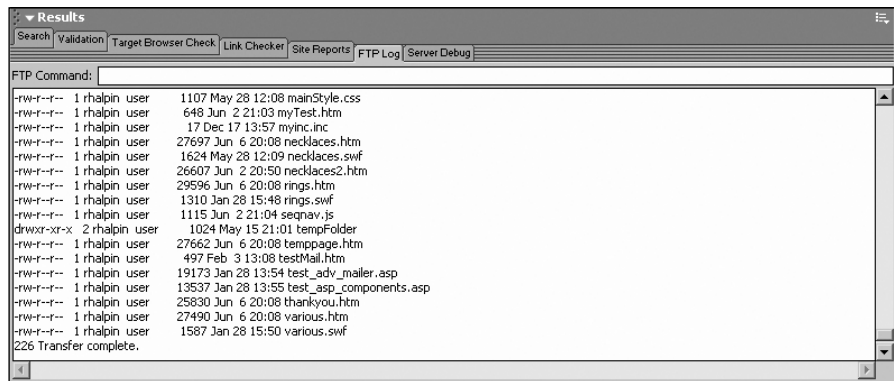 Results
Search Validation Target Browser Check Link Checker Site Reports FTP Log Server Debug
FTP Command:
-rw-r--r-- 1 rhalpin user 1107 May 28 12:08 mainStyle.css
-rw-r--r-- 1 rhalpin user 648 Jun 2 21:03 myTest.htm
-rw-r--r-- 1 rhalpin user 17 Dec 17 13:57 myinc.inc
-rw-r--r-- 1 rhalpin user 27697 Jun 6 20:08 necklaces.htm
-rw-r--r-- 1 rhalpin user 1624 May 28 12:09 necklaces.swf
-rw-r--r-- 1 rhalpin user 26607 Jun 2 20:50 necklaces2.htm
-rw-r--r-- 1 rhalpin user 29596 Jun 6 20:08 rings.htm
-rw-r--r-- 1 rhalpin user 1310 Jan 28 15:48 rings.swf
-rw-r--r-- 1 rhalpin user 1115 Jun 2 21:04 seqnav.js
drwxr-xr-x 2 rhalpin user 1024 May 15 21:01 tempFolder
-rw-r--r-- 1 rhalpin user 27662 Jun 6 20:08 temppage.htm
-rw-r--r-- 1 rhalpin user 497 Feb 3 13:08 testMail.htm
-rw-r--r-- 1 rhalpin user 19173 Jan 28 13:54 test_adv_mailer.asp
-rw-r--r-- 1 rhalpin user 13537 Jan 28 13:55 test_asp_components.asp
-rw-r--r-- 1 rhalpin user 25830 Jun 6 20:08 thankyou.htm
-rw-r--r-- 1 rhalpin user 27490 Jun 6 20:08 various.htm
-rw-r--r-- 1 rhalpin user 1587 Jan 28 15:50 various.swf
226 Transfer complete.